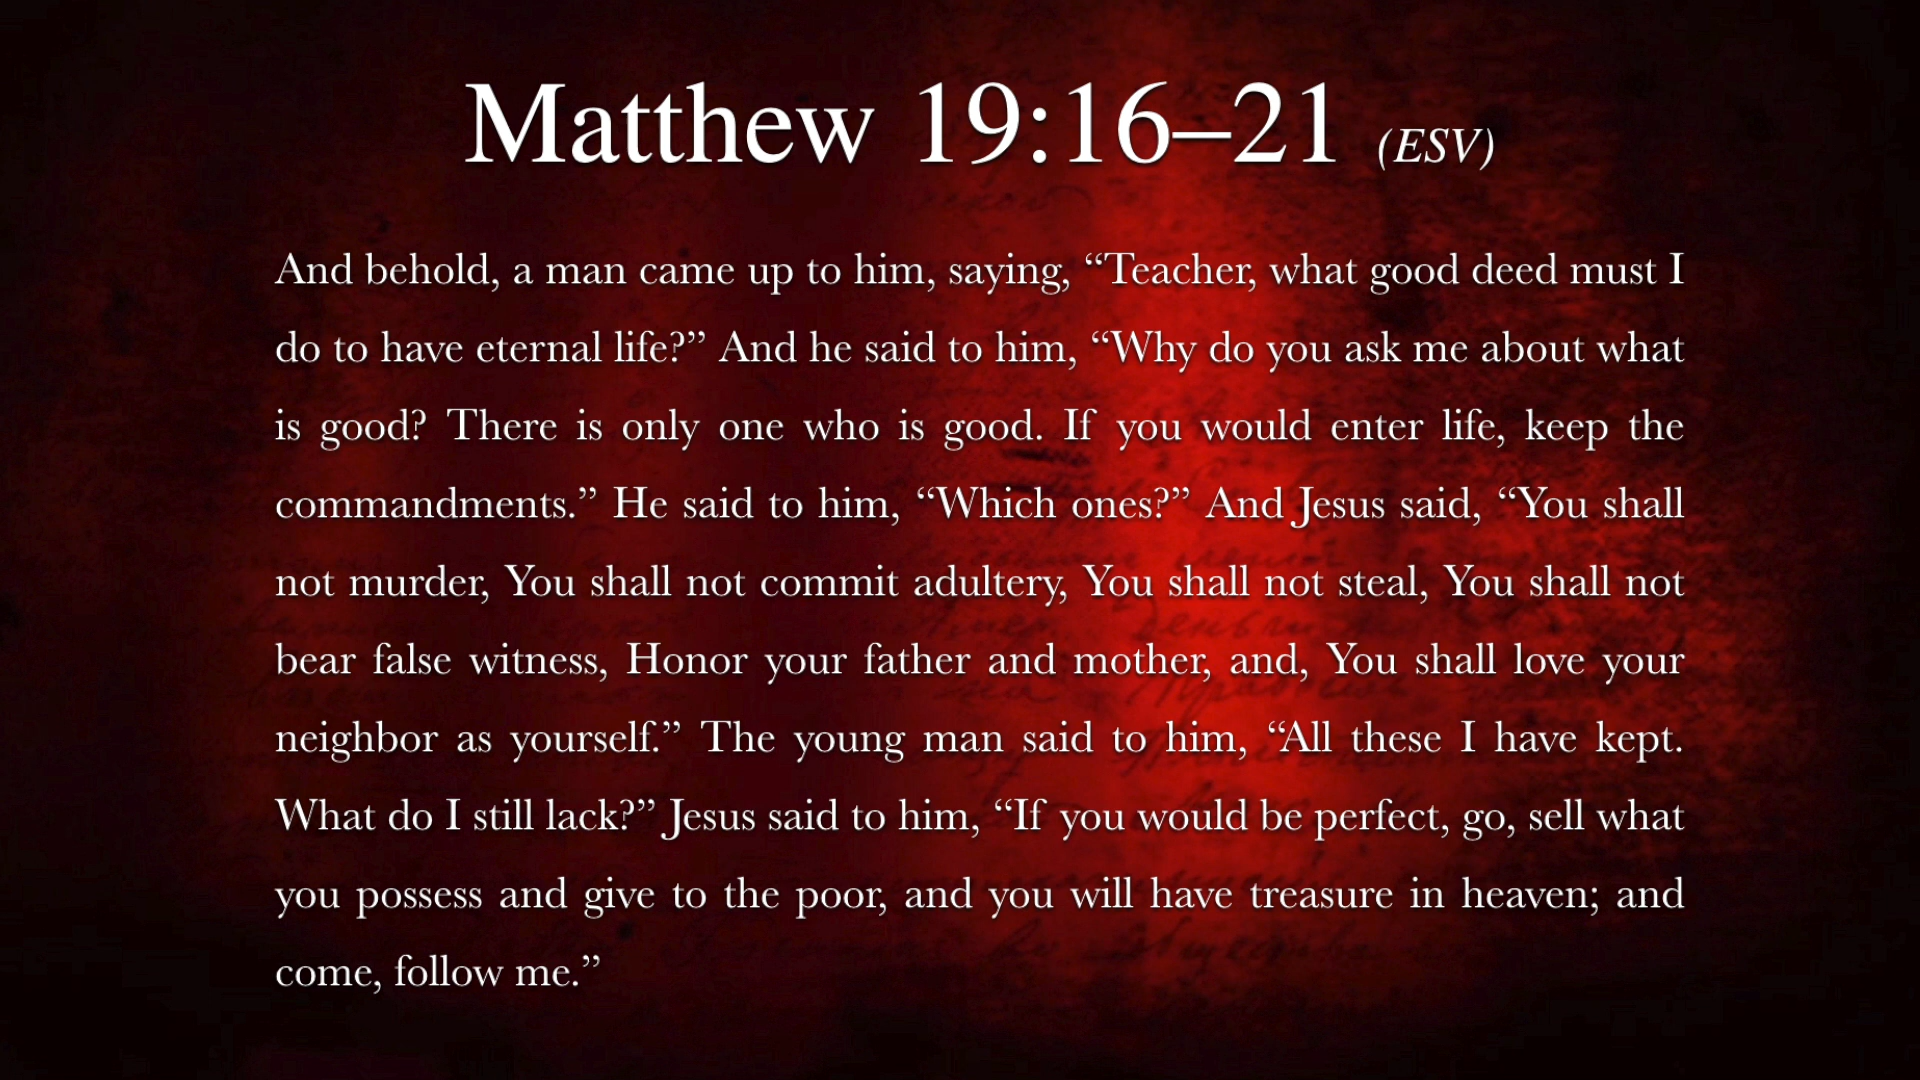 Matthew 19:16–21 (ESV)
And behold, a man came up to him, saying, “Teacher, what good deed must I
do to have eternal life?” And he said to him, “Why do you ask me about what
is good? There is only one who is good. If you would enter life, keep the
commandments.” He said to him, “Which ones?” And Jesus said, “You shall
not murder, You shall not commit adultery, You shall not steal, You shall not
bear false witness, Honor your father and mother, and, You shall love your
neighbor as yourself.” The young man said to him, “All these I have kept.
What do I still lack?” Jesus said to him, “If you would be perfect, go, sell what
you possess and give to the poor, and you will have treasure in heaven; and
come, follow me.”